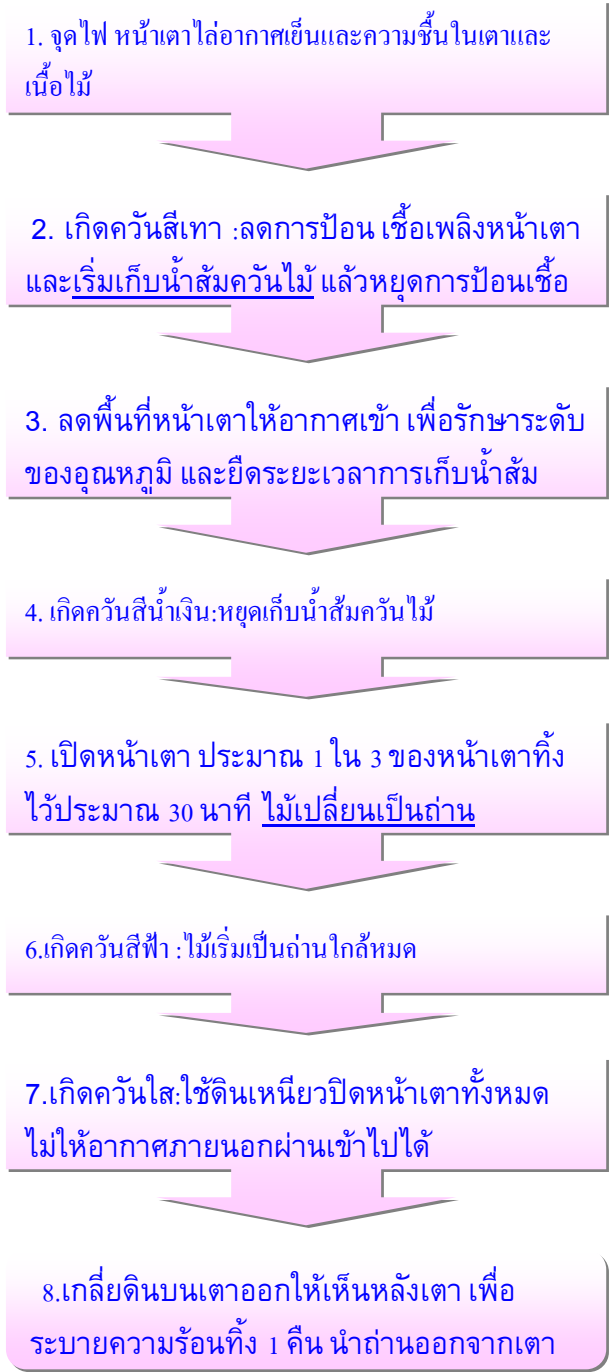 1. จุดไฟ หน้าเตาไล่อากาศเย็นและความชื้นในเตาและ
เนื้อไม้
2. เกิดควันสีเทา :ลดการป้อน เชื้อเพลิงหน้าเตา
และเริ่มเก็บน้ำส้มควันไม้ แล้วหยุดการป้อนเชื้อ
3. ลดพื้นที่หน้าเตาให้อากาศเข้า เพื่อรักษาระดับ
ของอุณหภูมิ และยืดระยะเวลาการเก็บน้ำส้ม
4. เกิดควันสีน้ำเงิน:หยุดเก็บน้ำส้มควันไม้
5. เปิดหน้าเตา ประมาณ 1 ใน 3 ของหน้าเตาทิ้ง
ไว้ประมาณ 30 นาที ไม้เปลี่ยนเป็นถ่าน
6.เกิดควันสีฟ้า :ไม้เริ่มเป็นถ่านใกล้หมด
7.เกิดควันใส:ใช้ดินเหนียวปิดหน้าเตาทั้งหมด
ไม่ให้อากาศภายนอกผ่านเข้าไปได้
8.เกลี่ยดินบนเตาออกให้เห็นหลังเตา เพื่อ
ระบายความร้อนทิ้ง 1 คืน นำถ่านออกจากเตา